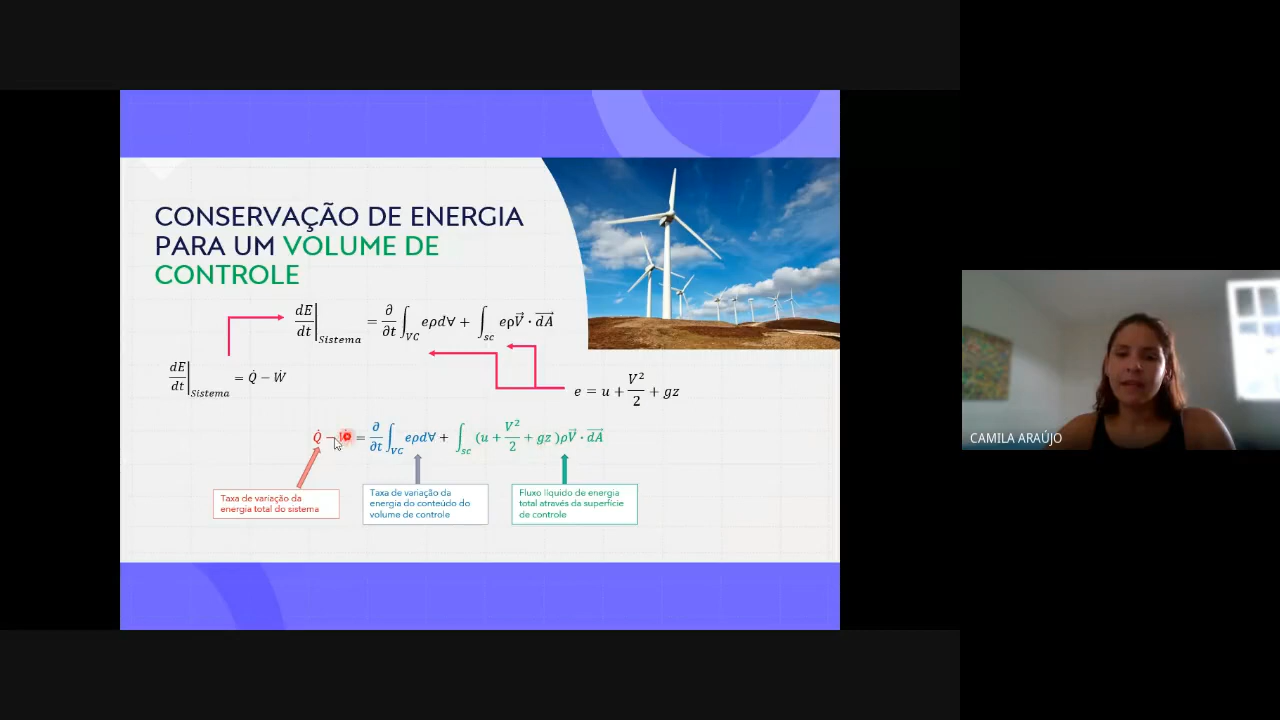 CONSERVAÇÃO DE ENERGIA
PARA UM VOLUME DE
CONTROLE
dE/dt|Sistema = ∂/∂t ∫VC eρd∀ + ∫sc eρV⃗ · dA⃗
dE/dt|Sistema = Q̇ − Ẇ
e = u + V²/2 + gz
Q̇ − Ẇ = ∂/∂t ∫VC eρd∀ + ∫sc (u + V²/2 + gz )ρV⃗ · dA⃗
Taxa de variação da
energia total do sistema
Taxa de variação da
energia do conteúdo do
volume de controle
Fluxo líquido de energia
total através da superfície
de controle
CAMILA ARAÚJO